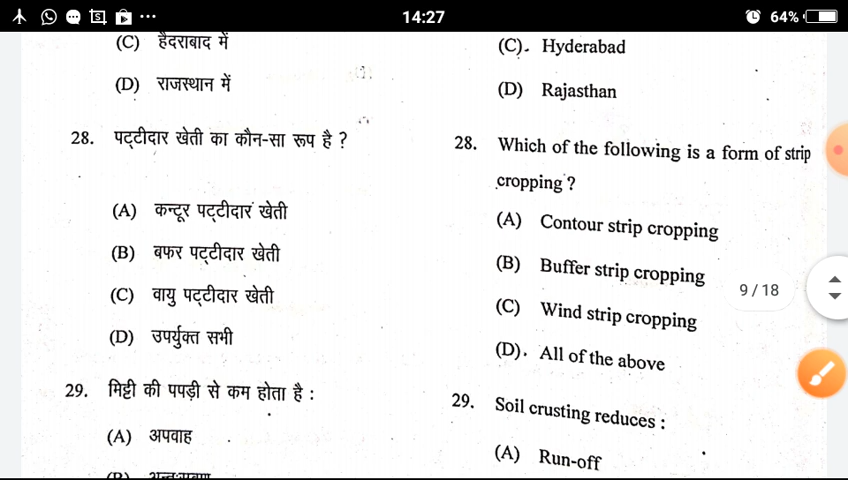 14:27
64%
(C) हैदराबाद में
(D) राजस्थान में
28. पट्टीदार खेती का कौन-सा रूप है ?
(A) कन्टूर पट्टीदार खेती
(B) बफर पट्टीदार खेती
(C) वायु पट्टीदार खेती
(D) उपर्युक्त सभी
29. मिट्टी की पपड़ी से कम होता है :
(A) अपवाह
(C). Hyderabad
(D) Rajasthan
28. Which of the following is a form of strip
cropping ?
(A) Contour strip cropping
(B) Buffer strip cropping
(C) Wind strip cropping
(D). All of the above
29. Soil crusting reduces :
(A) Run-off
9 / 18